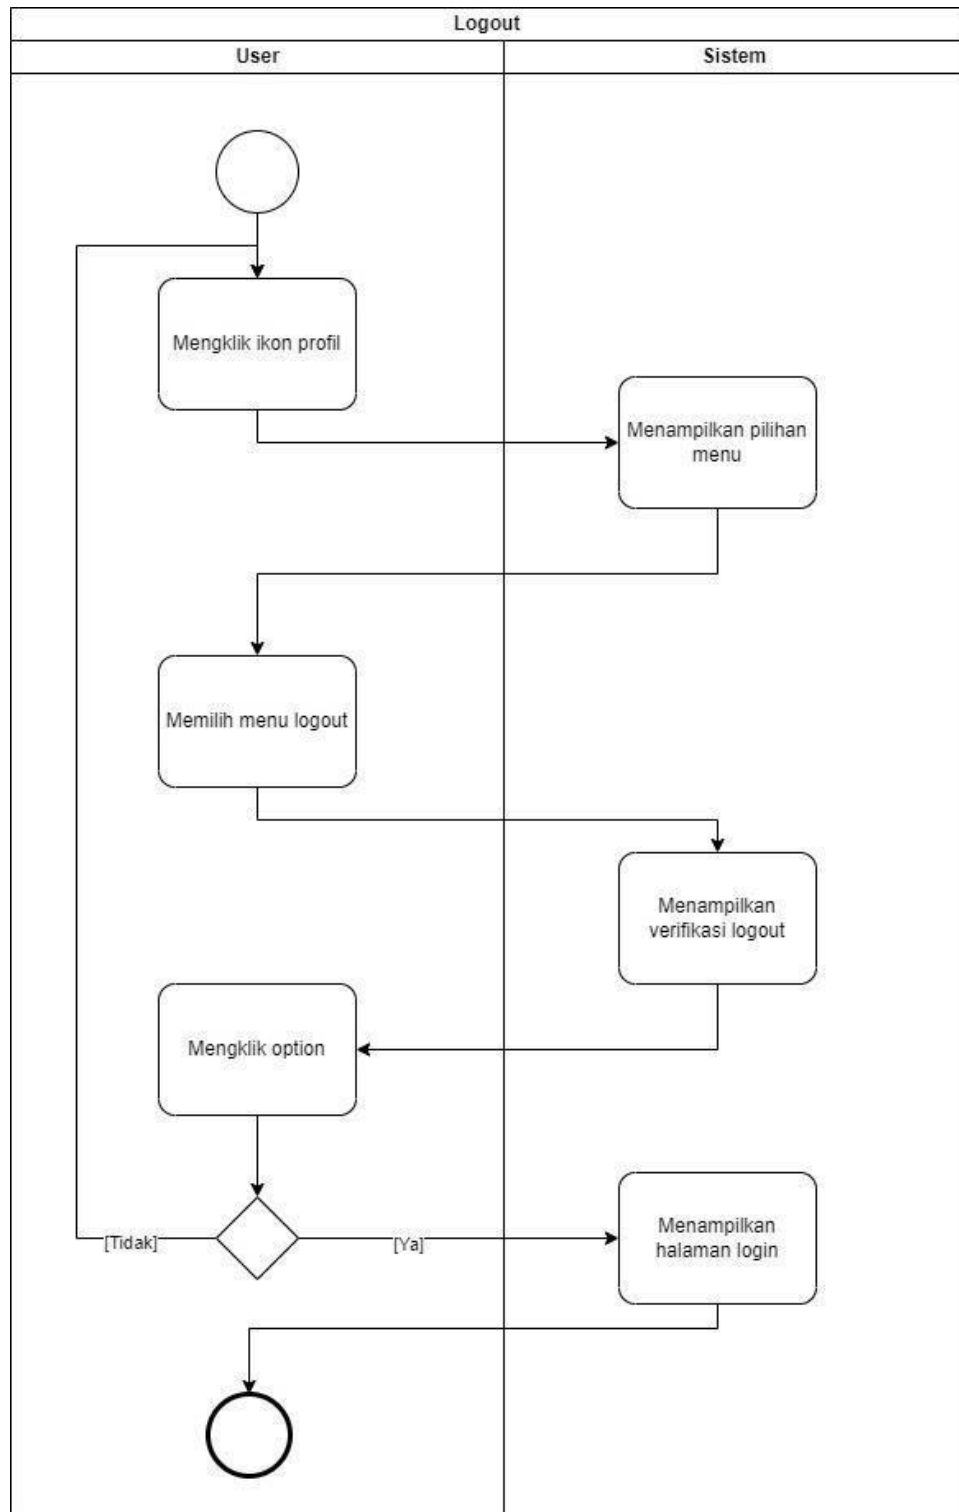 Logout
User
Sistem
Mengklik ikon profil
Menampilkan pilihan
menu
Memilih menu logout
Menampilkan
verifikasi logout
Mengklik option
[Tidak]
[Ya]
Menampilkan
halaman login